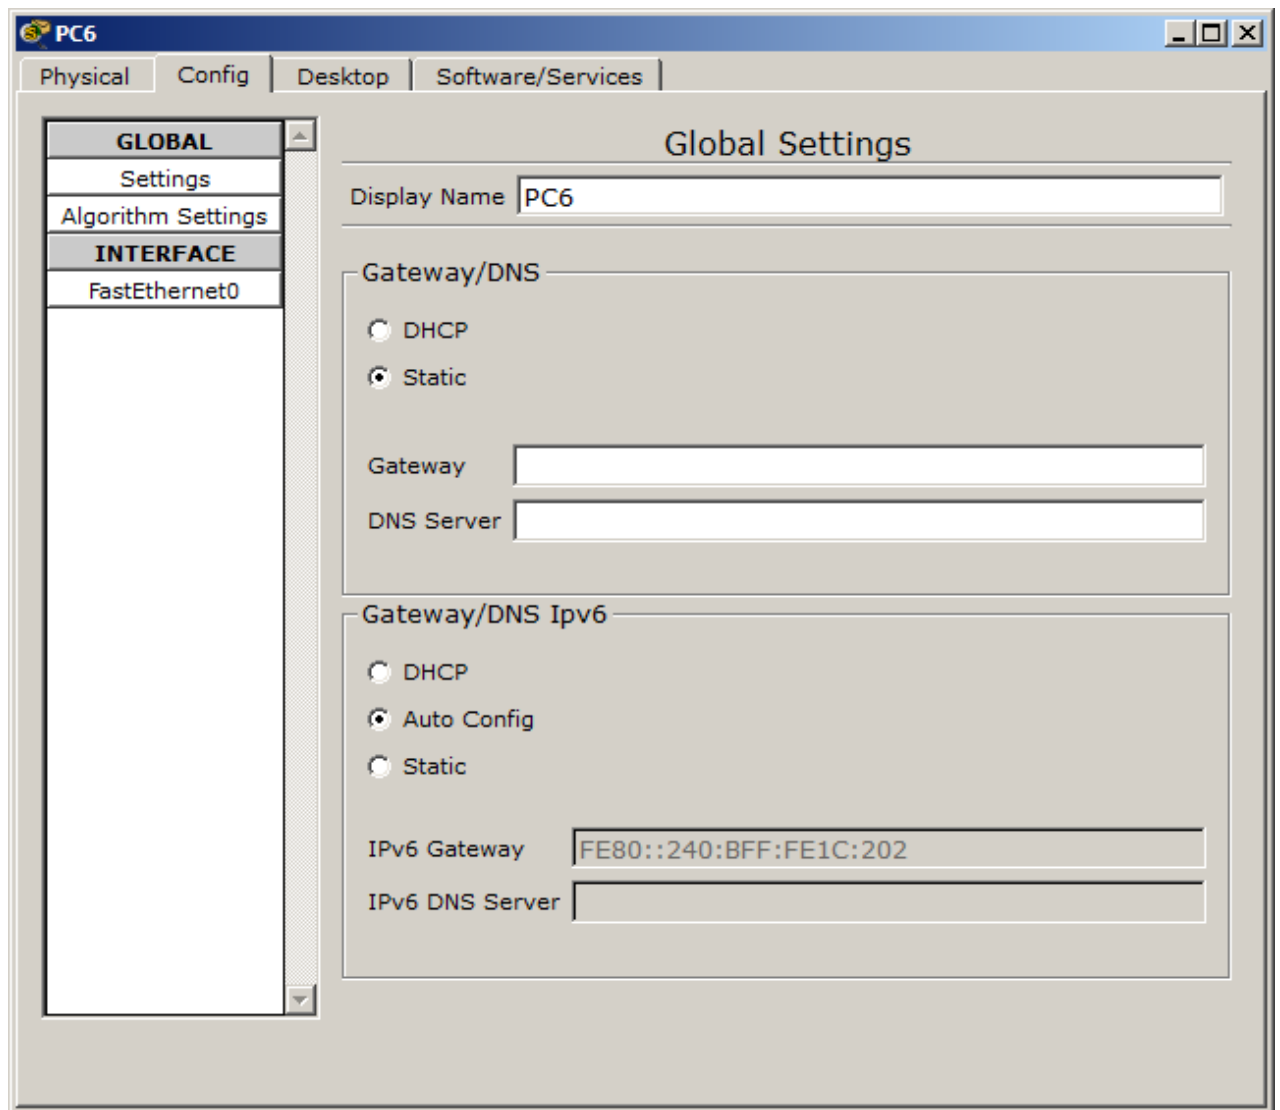 PC6
Physical Config Desktop Software/Services
GLOBAL
Settings
Algorithm Settings
INTERFACE
FastEthernet0
Global Settings
Display Name PC6
Gateway/DNS
DHCP
Static
Gateway
DNS Server
Gateway/DNS Ipv6
DHCP
Auto Config
Static
IPv6 Gateway FE80::240:BFF:FE1C:202
IPv6 DNS Server